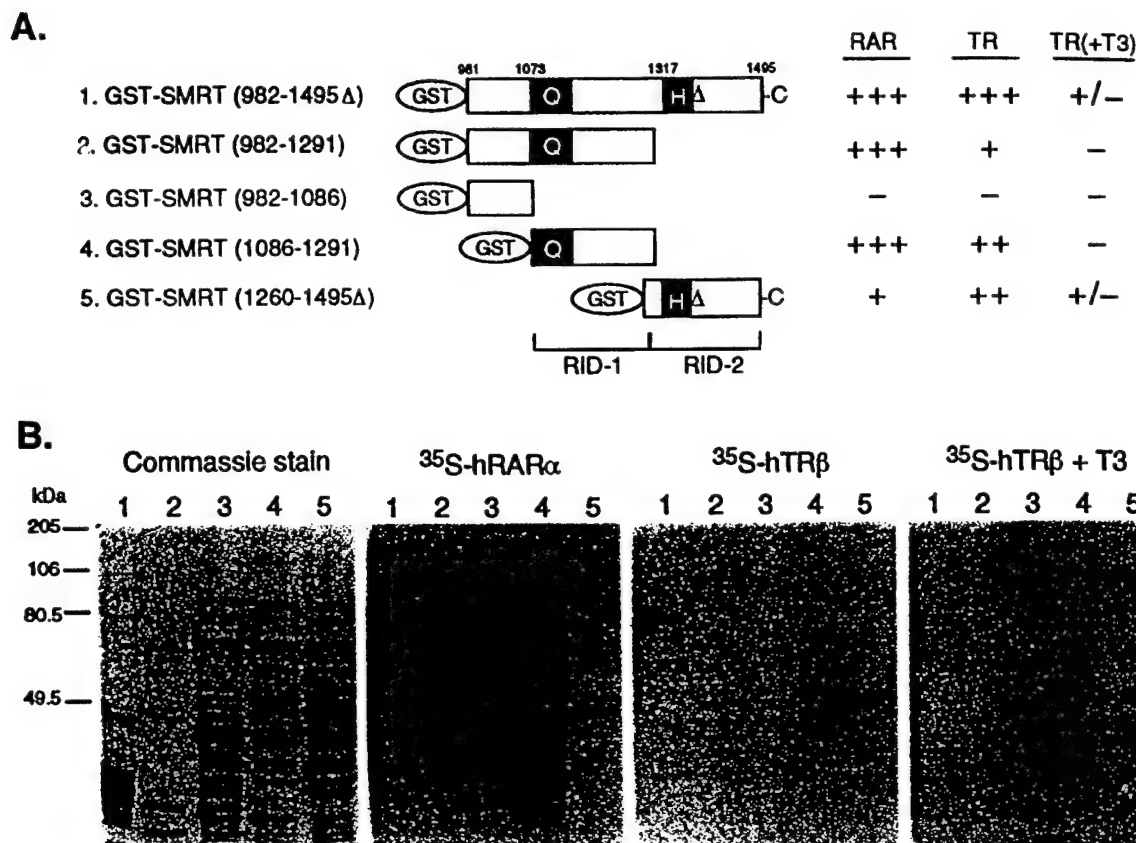 A.
RAR TR TR(+T3)
981 1073 1317 1495
1. GST-SMRT (982-1495Δ) GST Q H Δ -C +++ +++ +/–
2. GST-SMRT (982-1291) GST Q +++ + –
3. GST-SMRT (982-1086) GST – – –
4. GST-SMRT (1086-1291) GST Q +++ ++ –
5. GST-SMRT (1260-1495Δ) GST H Δ -C + ++ +/–
RID-1 RID-2
B.
Commassie stain ³⁵S-hRARα ³⁵S-hTRβ ³⁵S-hTRβ + T3
kDa 1 2 3 4 5 1 2 3 4 5 1 2 3 4 5 1 2 3 4 5
205
106
80.5
49.5